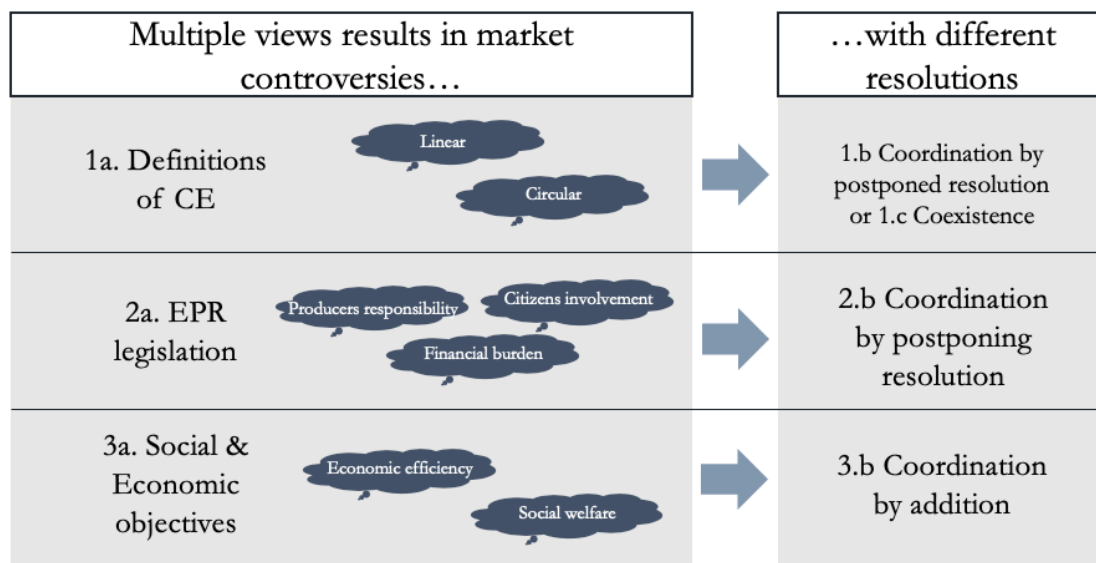 Multiple views results in market
controversies…
…with different
resolutions
1a. Definitions
of CE
Linear
Circular
1.b Coordination by
postponed resolution
or 1.c Coexistence
2a. EPR
legislation
Producers responsibility
Citizens involvement
Financial burden
2.b Coordination
by postponing
resolution
3a. Social &
Economic
objectives
Economic efficiency
Social welfare
3.b Coordination
by addition